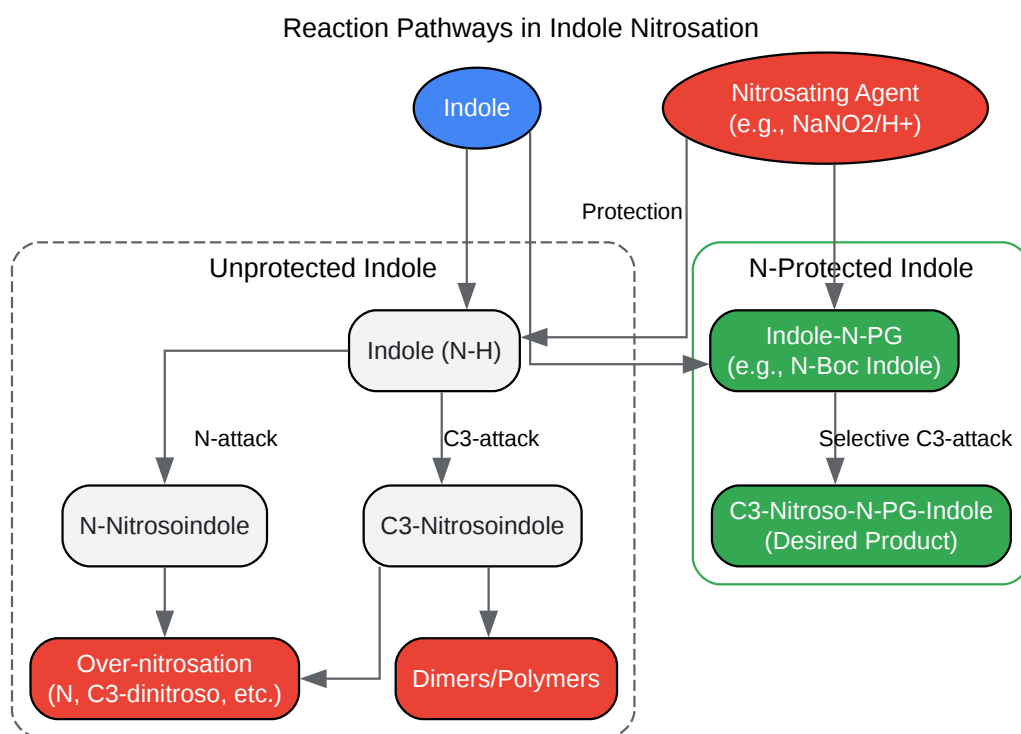 Reaction Pathways in Indole Nitrosation
Indole
Nitrosating Agent
(e.g., NaNO2/H+)
Protection
Unprotected Indole
N-Protected Indole
Indole (N-H)
Indole-N-PG
(e.g., N-Boc Indole)
N-attack
C3-attack
Selective C3-attack
N-Nitrosoindole
C3-Nitrosoindole
C3-Nitroso-N-PG-Indole
(Desired Product)
Over-nitrosation
(N, C3-dinitroso, etc.)
Dimers/Polymers